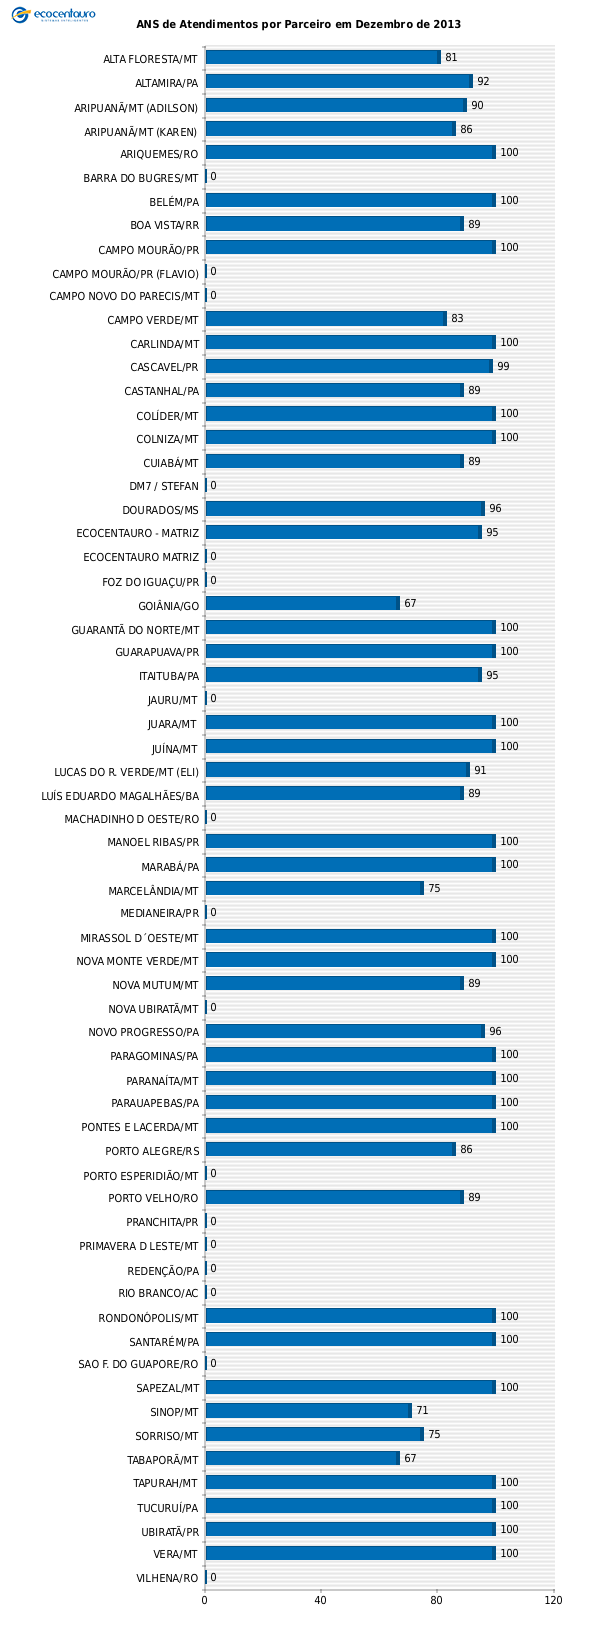 ecocentauro
ANS de Atendimentos por Parceiro em Dezembro de 2013
ALTA FLORESTA/MT 81
ALTAMIRA/PA 92
ARIPUANÃ/MT (ADILSON) 90
ARIPUANÃ/MT (KAREN) 86
ARIQUEMES/RO 100
BARRA DO BUGRES/MT 0
BELÉM/PA 100
BOA VISTA/RR 89
CAMPO MOURÃO/PR 100
CAMPO MOURÃO/PR (FLAVIO) 0
CAMPO NOVO DO PARECIS/MT 0
CAMPO VERDE/MT 83
CARLINDA/MT 100
CASCAVEL/PR 99
CASTANHAL/PA 89
COLÍDER/MT 100
COLNIZA/MT 100
CUIABÁ/MT 89
DM7 / STEFAN 0
DOURADOS/MS 96
ECOCENTAURO - MATRIZ 95
ECOCENTAURO MATRIZ 0
FOZ DO IGUAÇU/PR 0
GOIÂNIA/GO 67
GUARANTÃ DO NORTE/MT 100
GUARAPUAVA/PR 100
ITAITUBA/PA 95
JAURU/MT 0
JUARA/MT 100
JUÍNA/MT 100
LUCAS DO R. VERDE/MT (ELI) 91
LUÍS EDUARDO MAGALHÃES/BA 89
MACHADINHO D OESTE/RO 0
MANOEL RIBAS/PR 100
MARABÁ/PA 100
MARCELÂNDIA/MT 75
MEDIANEIRA/PR 0
MIRASSOL D´OESTE/MT 100
NOVA MONTE VERDE/MT 100
NOVA MUTUM/MT 89
NOVA UBIRATÃ/MT 0
NOVO PROGRESSO/PA 96
PARAGOMINAS/PA 100
PARANAÍTA/MT 100
PARAUAPEBAS/PA 100
PONTES E LACERDA/MT 100
PORTO ALEGRE/RS 86
PORTO ESPERIDIÃO/MT 0
PORTO VELHO/RO 89
PRANCHITA/PR 0
PRIMAVERA D LESTE/MT 0
REDENÇÃO/PA 0
RIO BRANCO/AC 0
RONDONÓPOLIS/MT 100
SANTARÉM/PA 100
SAO F. DO GUAPORE/RO 0
SAPEZAL/MT 100
SINOP/MT 71
SORRISO/MT 75
TABAPORÃ/MT 67
TAPURAH/MT 100
TUCURUÍ/PA 100
UBIRATÃ/PR 100
VERA/MT 100
VILHENA/RO 0
0 40 80 120